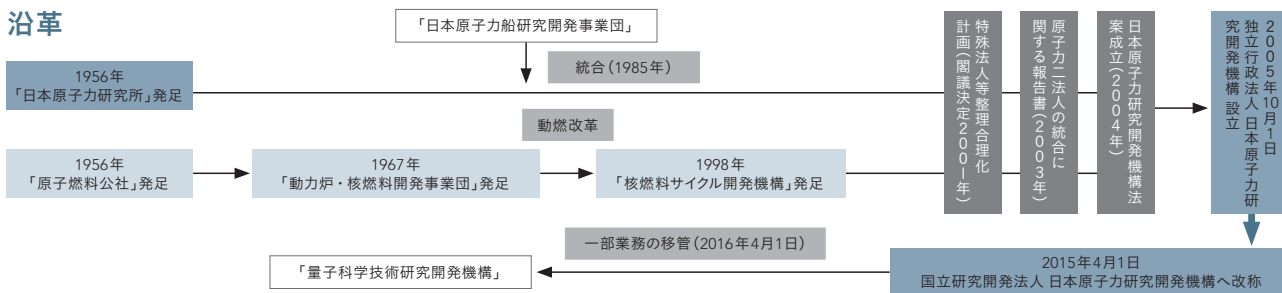 沿革
「日本原子力船研究開発事業団」
統合（1985年）
1956年
「日本原子力研究所」発足
動燃改革
1956年
「原子燃料公社」発足
1967年
「動力炉・核燃料開発事業団」発足
1998年
「核燃料サイクル開発機構」発足
特殊法人等整理合理化
計画（閣議決定2001年）
原子力二法人の統合に
関する報告書（2003年）
日本原子力研究開発機構法
案成立（2004年）
2005年10月1日
独立行政法人 日本原子力研
究開発機構 設立
一部業務の移管（2016年4月1日）
「量子科学技術研究開発機構」
2015年4月1日
国立研究開発法人 日本原子力研究開発機構へ改称